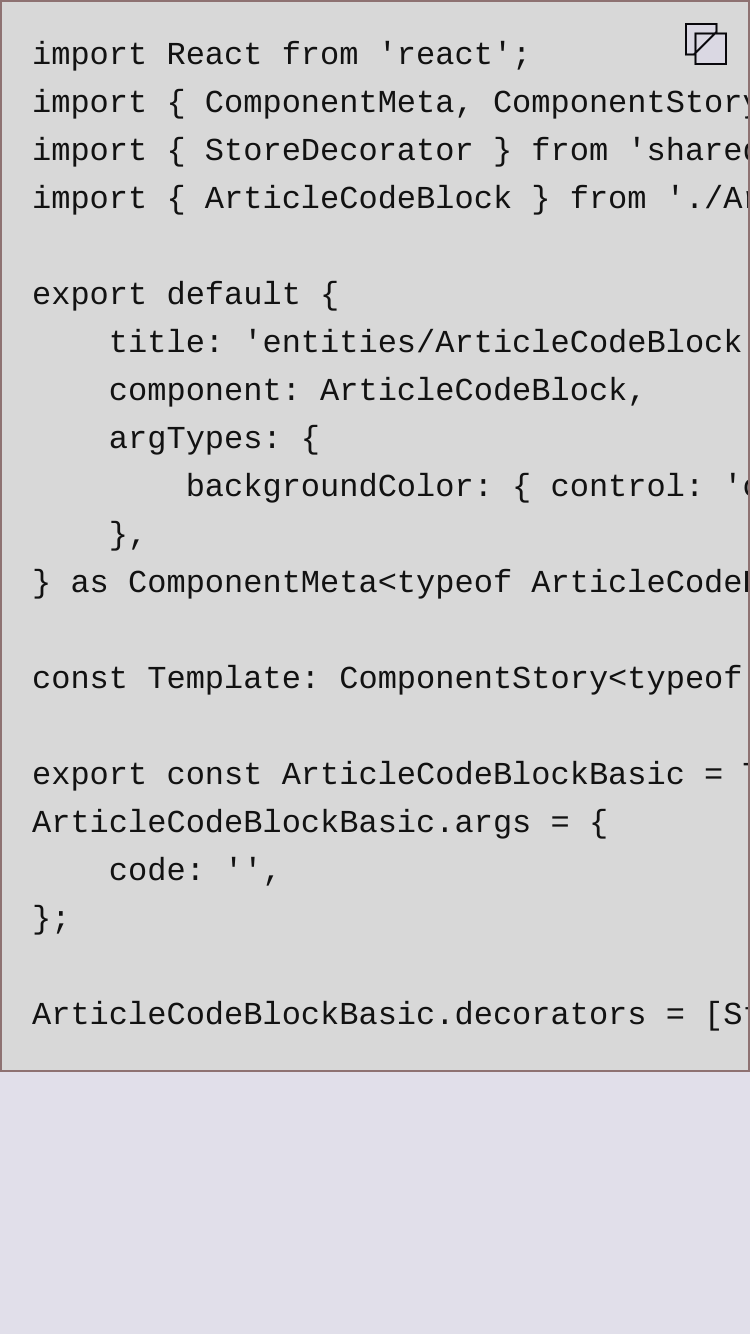 import React from 'react';
import { ComponentMeta, ComponentStory
import { StoreDecorator } from 'shared
import { ArticleCodeBlock } from './Ar
export default {
    title: 'entities/ArticleCodeBlock
    component: ArticleCodeBlock,
    argTypes: {
        backgroundColor: { control: 'c
    },
} as ComponentMeta<typeof ArticleCodeB
const Template: ComponentStory<typeof
export const ArticleCodeBlockBasic = T
ArticleCodeBlockBasic.args = {
    code: '',
};
ArticleCodeBlockBasic.decorators = [St